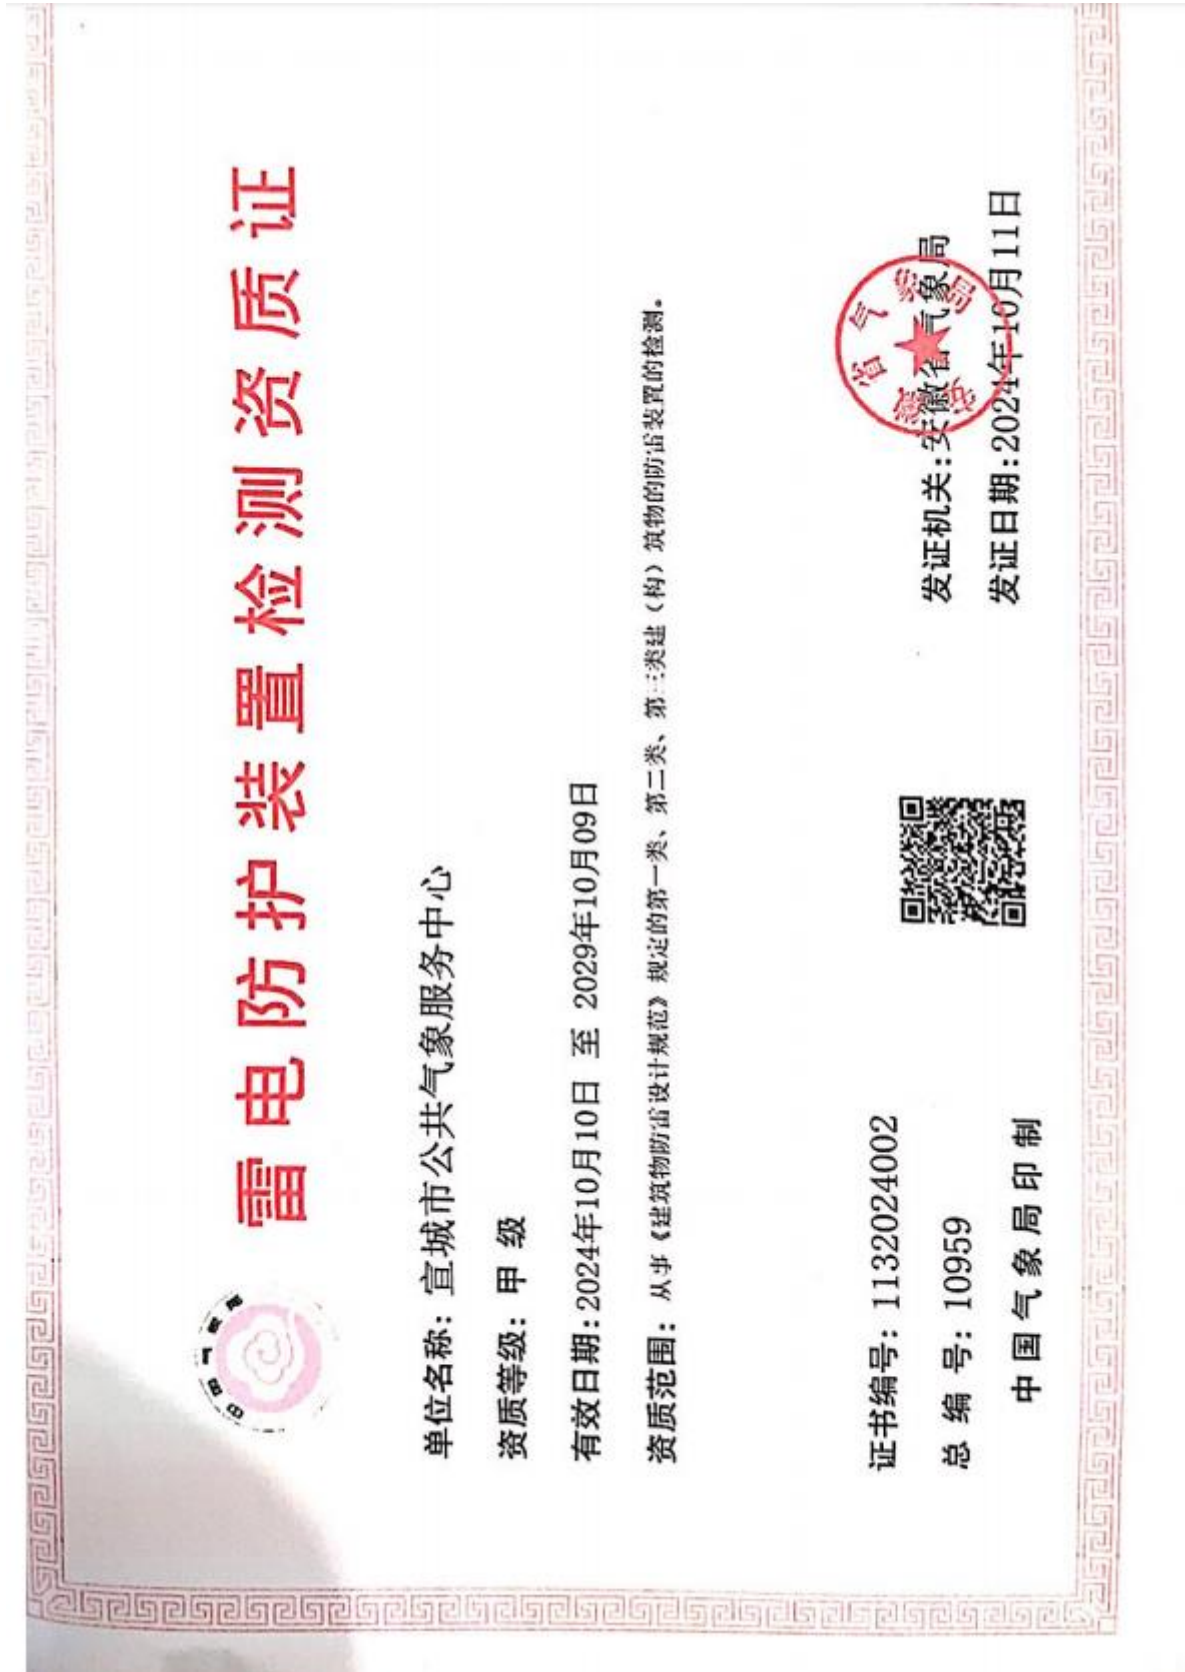 雷电防护装置检测资质证
单位名称：宣城市公共气象服务中心
资质等级：甲 级
有效日期:2024年10月10日 至 2029年10月09日
资质范围：从事《建筑物防雷设计规范》规定的第一类、第二类、第三类建（构）筑物的防雷装置的检测。
证书编号：1132024002
总 编 号：10959
中 国 气 象 局 印 制
发证机关:安徽省气象局
发证日期:2024年10月11日
安徽省气象局